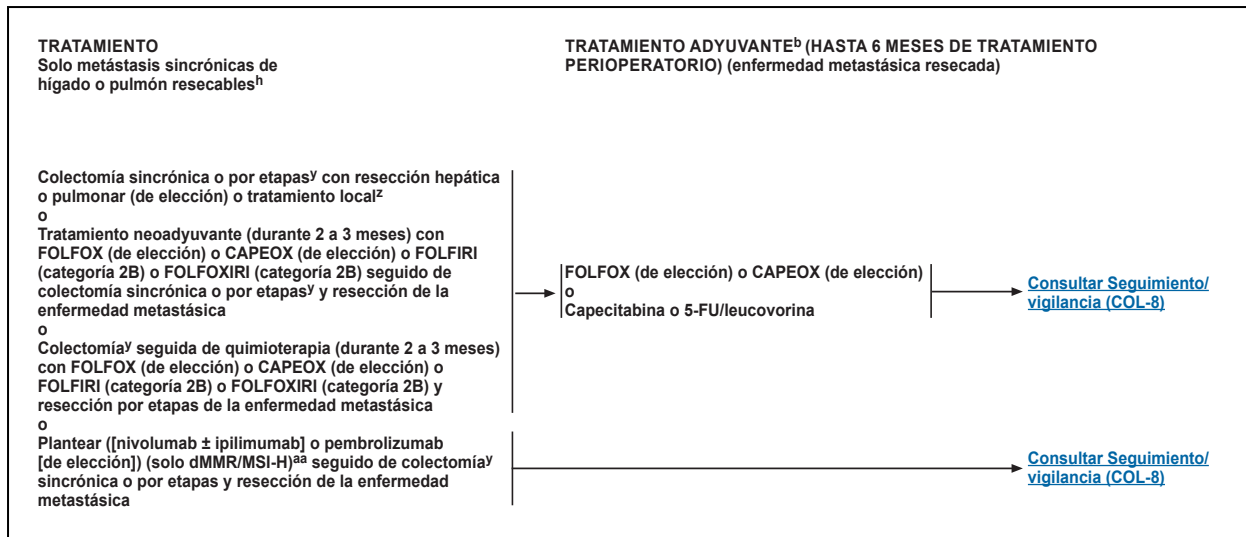 TRATAMIENTO
Solo metástasis sincrónicas de
hígado o pulmón resecablesh
TRATAMIENTO ADYUVANTEb (HASTA 6 MESES DE TRATAMIENTO
PERIOPERATORIO) (enfermedad metastásica resecada)
Colectomía sincrónica o por etapasy con resección hepática
o pulmonar (de elección) o tratamiento localz
o
Tratamiento neoadyuvante (durante 2 a 3 meses) con
FOLFOX (de elección) o CAPEOX (de elección) o FOLFIRI
(categoría 2B) o FOLFOXIRI (categoría 2B) seguido de
colectomía sincrónica o por etapasy y resección de la
enfermedad metastásica
o
Colectomíay seguida de quimioterapia (durante 2 a 3 meses)
con FOLFOX (de elección) o CAPEOX (de elección) o
FOLFIRI (categoría 2B) o FOLFOXIRI (categoría 2B) y
resección por etapas de la enfermedad metastásica
o
Plantear ([nivolumab ± ipilimumab] o pembrolizumab
[de elección]) (solo dMMR/MSI-H)aa seguido de colectomíay
sincrónica o por etapas y resección de la enfermedad
metastásica
FOLFOX (de elección) o CAPEOX (de elección)
o
Capecitabina o 5-FU/leucovorina
Consultar Seguimiento/
vigilancia (COL-8)
Consultar Seguimiento/
vigilancia (COL-8)